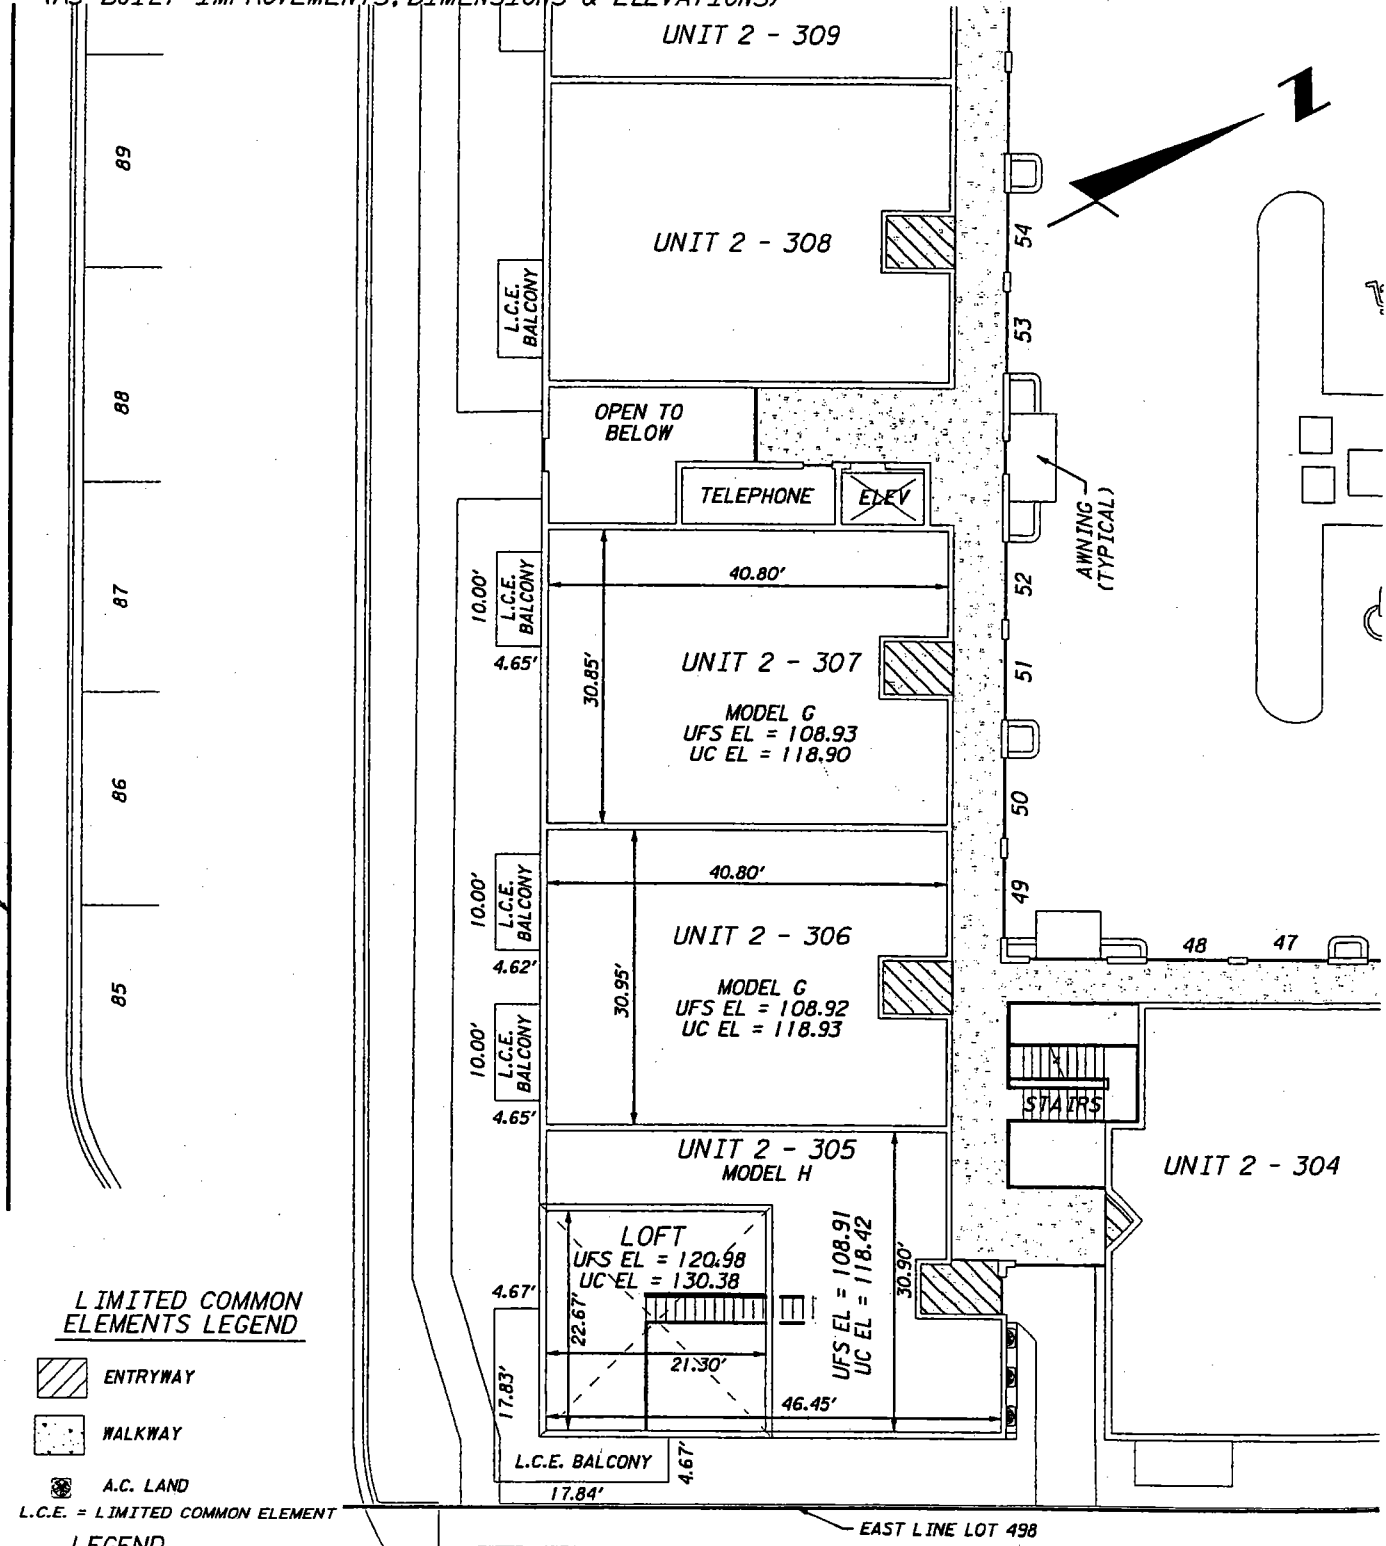 (AS-BUILT IMPROVEMENTS, DIMENSIONS & ELEVATIONS)
UNIT 2 - 309
N
89
UNIT 2 - 308
54
L.C.E.
BALCONY
53
88
OPEN TO
BELOW
TELEPHONE
ELEV
AWNING
(TYPICAL)
87
10.00'
L.C.E.
BALCONY
4.65'
40.80'
30.85'
UNIT 2 - 307
MODEL G
UFS EL = 108.93
UC EL = 118.90
52
51
50
49
86
10.00'
L.C.E.
BALCONY
4.62'
40.80'
30.95'
UNIT 2 - 306
MODEL G
UFS EL = 108.92
UC EL = 118.93
48
47
85
10.00'
L.C.E.
BALCONY
4.65'
STAIRS
UNIT 2 - 305
MODEL H
UNIT 2 - 304
LOFT
UFS EL = 120.98
UC EL = 130.38
UFS EL = 108.91
UC EL = 118.42
30.90'
4.67'
22.67'
21.30'
17.83'
46.45'
L.C.E. BALCONY
4.67'
17.84'
LIMITED COMMON
ELEMENTS LEGEND
ENTRYWAY
WALKWAY
A.C. LAND
L.C.E. = LIMITED COMMON ELEMENT
EAST LINE LOT 498
LEGEND